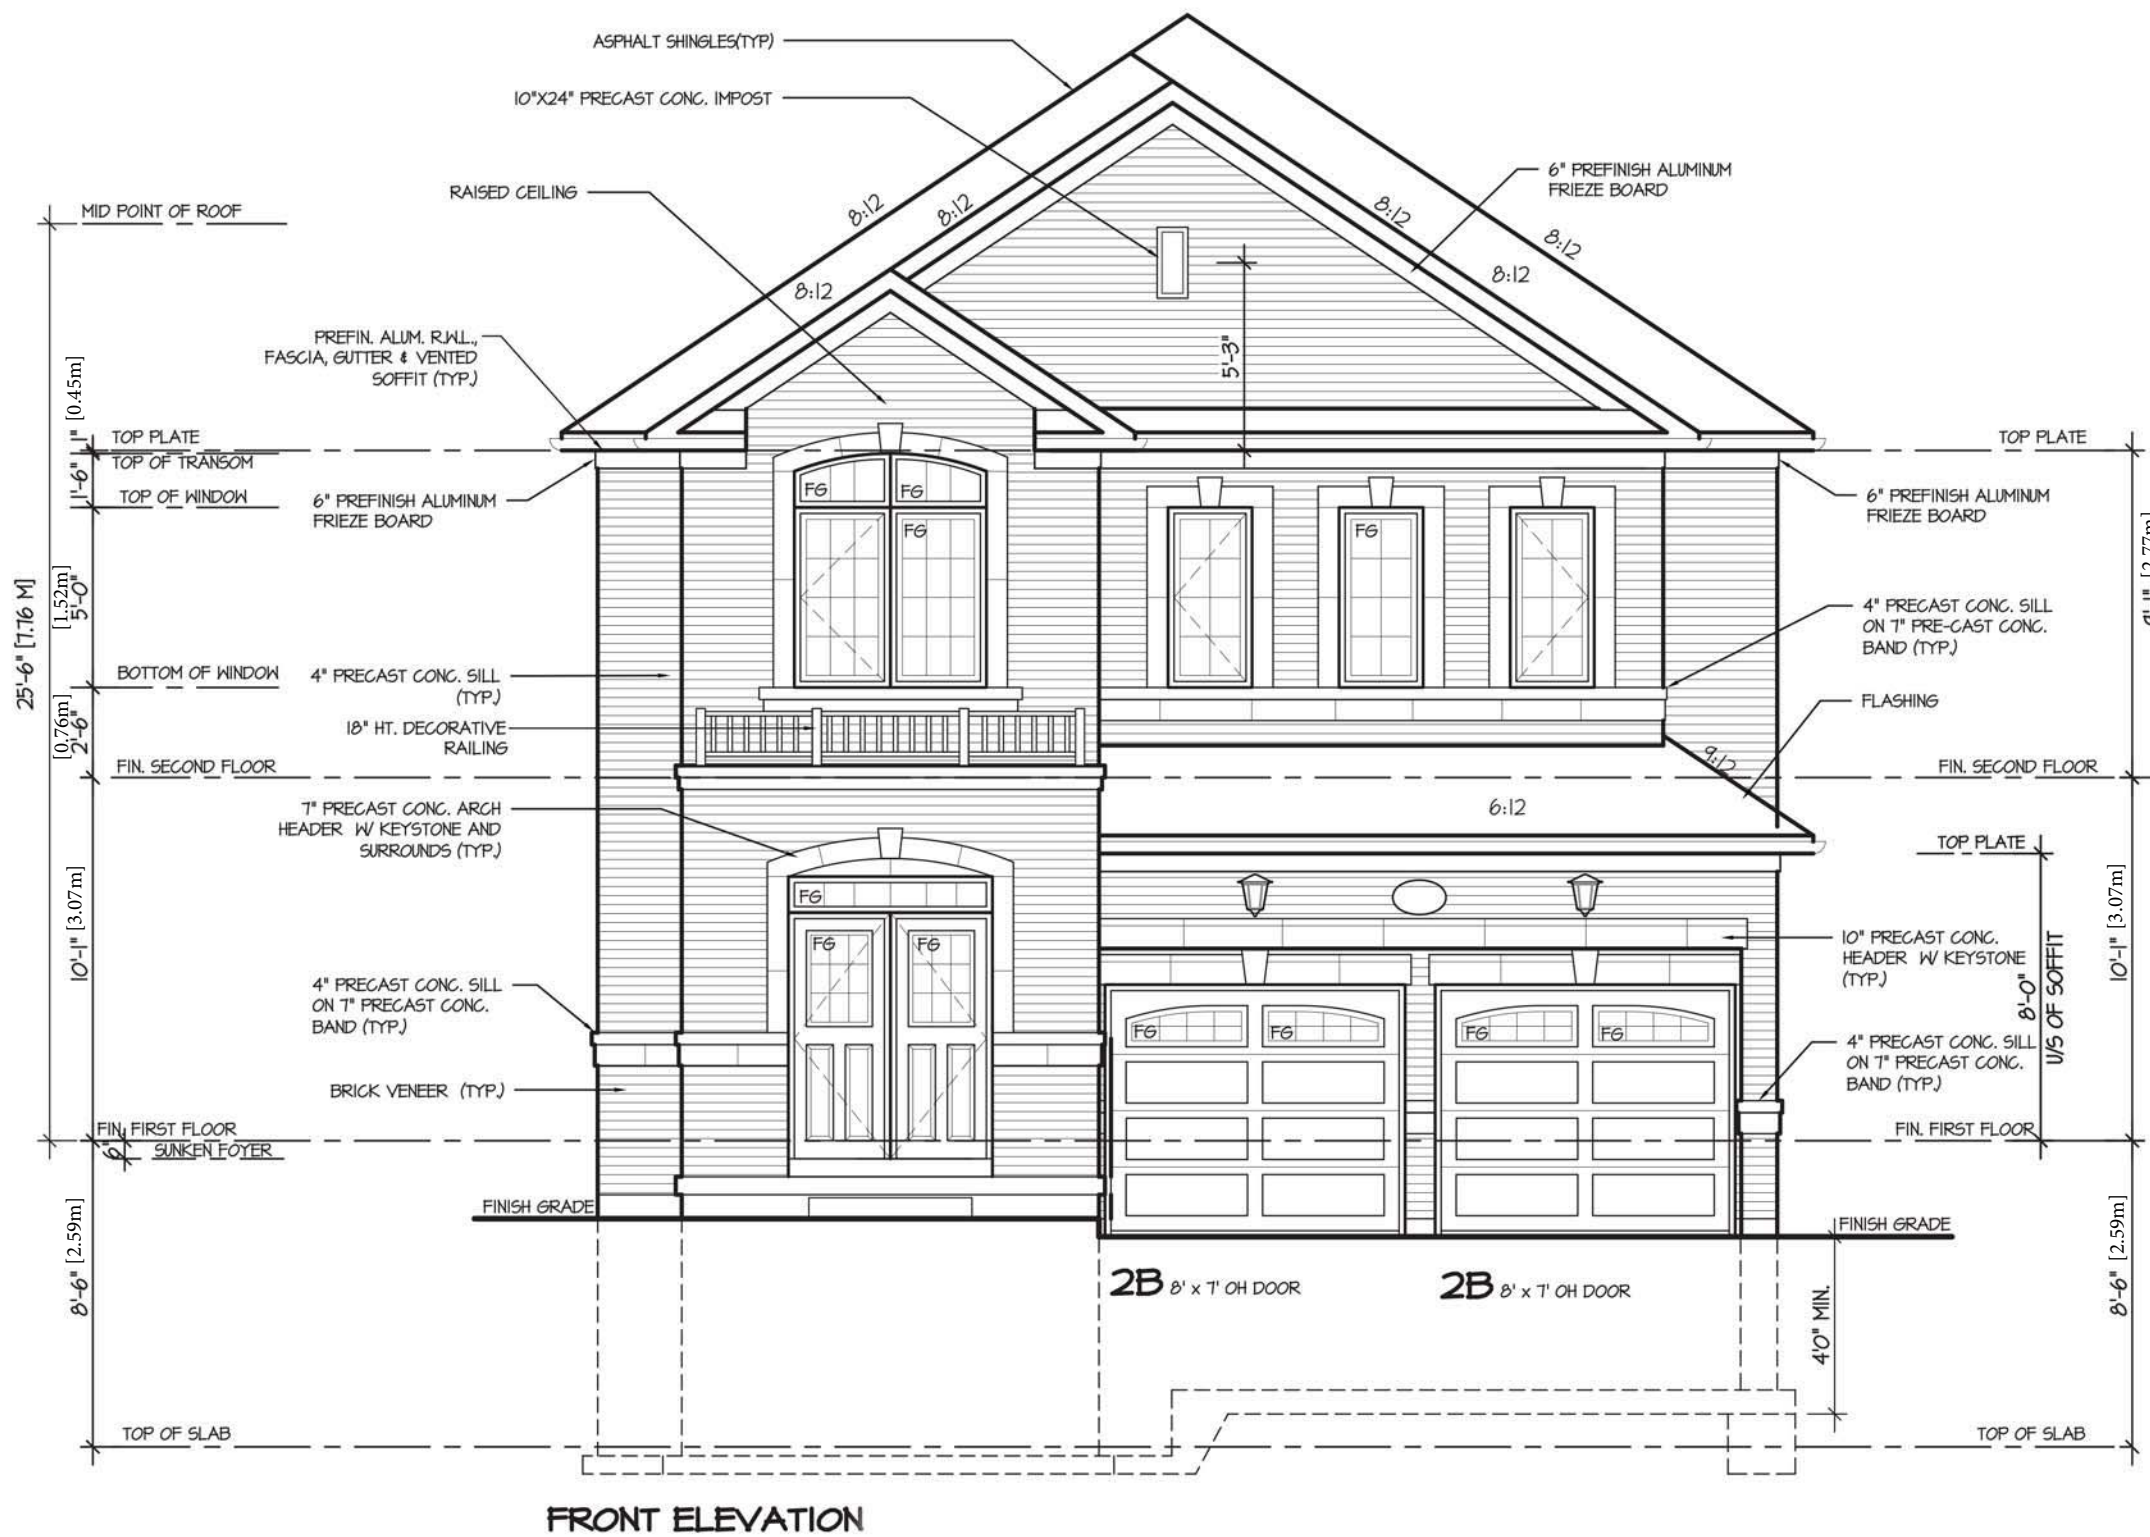 ASPHALT SHINGLES(TYP)
10"X24" PRECAST CONC. IMPOST
RAISED CEILING
6" PREFINISH ALUMINUM
FRIEZE BOARD
MID POINT OF ROOF
8:12
8:12
8:12
8:12
8:12
8:12
5'-3"
PREFIN. ALUM. R.W.L.,
FASCIA, GUTTER & VENTED
SOFFIT (TYP.)
[0.45m]
1'-6"
TOP PLATE
TOP OF TRANSOM
TOP OF WINDOW
6" PREFINISH ALUMINUM
FRIEZE BOARD
TOP PLATE
6" PREFINISH ALUMINUM
FRIEZE BOARD
FG
FG
FG
FG
25'-6" [7.76 M]
[1.52m]
5'-0"
[2.77m]
4" PRECAST CONC. SILL
ON 7" PRE-CAST CONC.
BAND (TYP.)
BOTTOM OF WINDOW
4" PRECAST CONC. SILL
(TYP.)
18" HT. DECORATIVE
RAILING
FLASHING
[0.76m]
2'-6"
FIN. SECOND FLOOR
9:12
FIN. SECOND FLOOR
6:12
7" PRECAST CONC. ARCH
HEADER W/ KEYSTONE AND
SURROUNDS (TYP.)
TOP PLATE
FG
FG
FG
10'-1" [3.07m]
10" PRECAST CONC.
HEADER W/ KEYSTONE
(TYP.)
8'-0"
U/S OF SOFFIT
10'-1" [3.07m]
4" PRECAST CONC. SILL
ON 7" PRECAST CONC.
BAND (TYP.)
FG
FG
FG
FG
4" PRECAST CONC. SILL
ON 7" PRECAST CONC.
BAND (TYP.)
BRICK VENEER (TYP.)
FIN. FIRST FLOOR
6"
SUNKEN FOYER
FIN. FIRST FLOOR
FINISH GRADE
FINISH GRADE
8'-6" [2.59m]
8'-6" [2.59m]
2B 8' x 7' OH DOOR
2B 8' x 7' OH DOOR
4'0" MIN.
TOP OF SLAB
TOP OF SLAB
FRONT ELEVATION